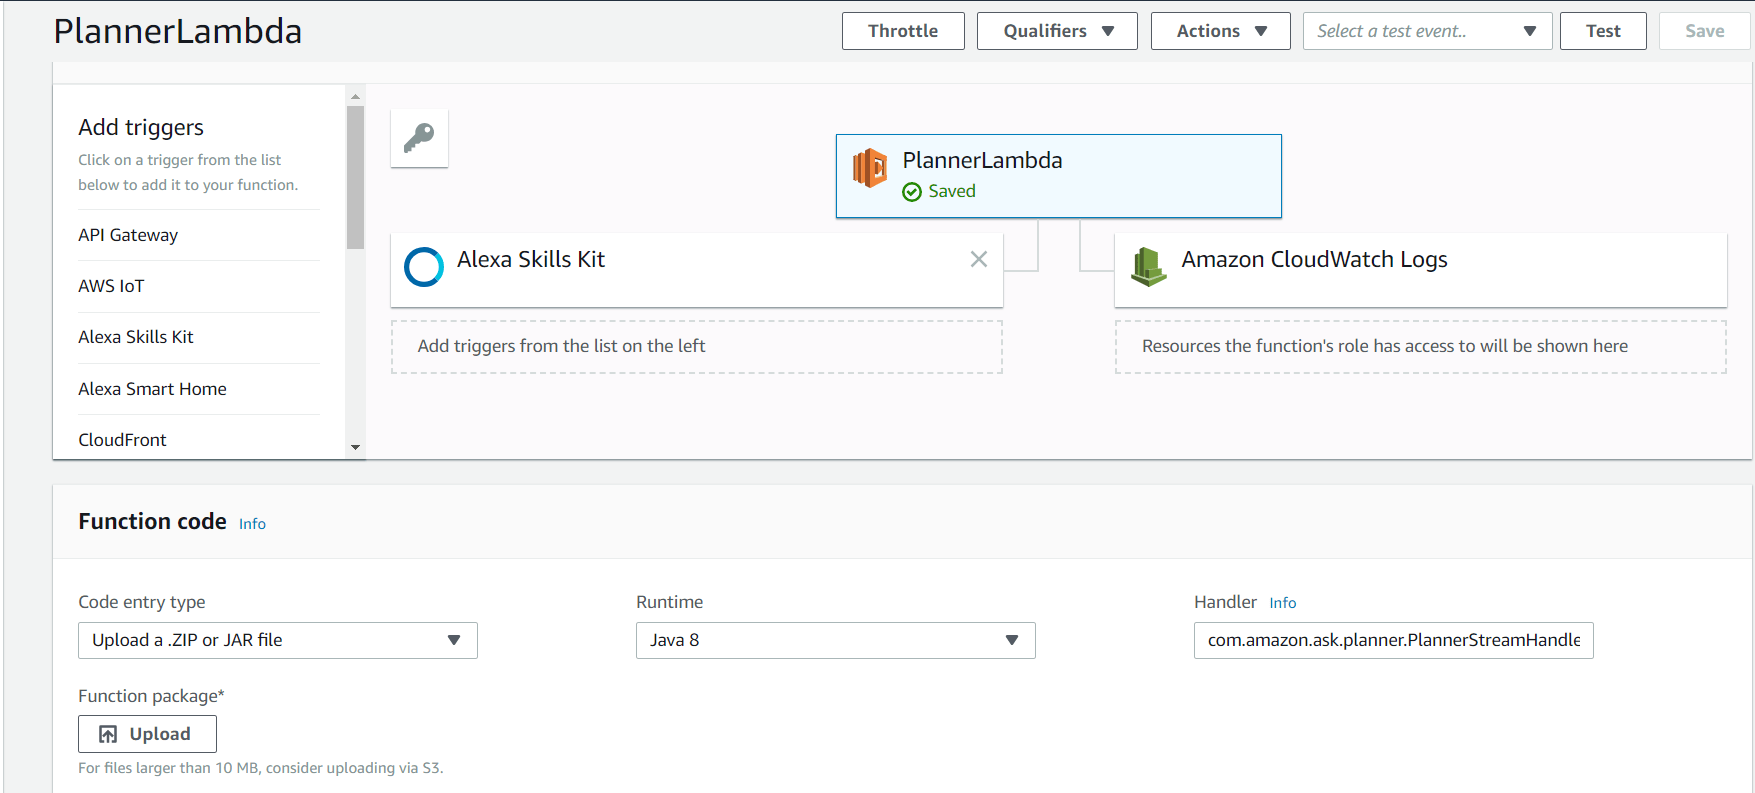 PlannerLambda
Throttle
Qualifiers
Actions
Select a test event..
Test
Save
Add triggers
Click on a trigger from the list
below to add it to your function.
API Gateway
AWS IoT
Alexa Skills Kit
Alexa Smart Home
CloudFront
PlannerLambda
Saved
Alexa Skills Kit
Add triggers from the list on the left
Amazon CloudWatch Logs
Resources the function's role has access to will be shown here
Function code Info
Code entry type
Upload a .ZIP or JAR file
Runtime
Java 8
Handler Info
com.amazon.ask.planner.PlannerStreamHandle
Function package*
Upload
For files larger than 10 MB, consider uploading via S3.